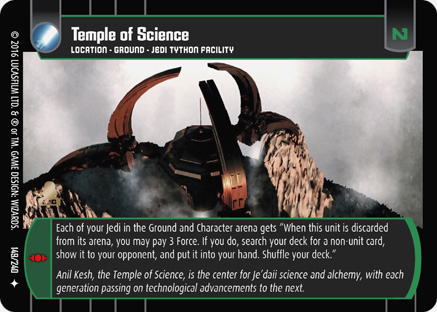 Temple of Science
LOCATION - GROUND - JEDI TYTHON FACILITY
N
© 2016 LUCASFILM LTD. & ® or TM. GAME DESIGN: WIZARDS.
149/240
Each of your Jedi in the Ground and Character arena gets “When this unit is discarded
from its arena, you may pay 3 Force. If you do, search your deck for a non-unit card,
show it to your opponent, and put it into your hand. Shuffle your deck.”
Anil Kesh, the Temple of Science, is the center for Je’daii science and alchemy, with each
generation passing on technological advancements to the next.